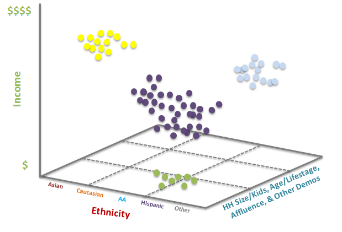 $$$$
Income
$
Asian
Caucasian
AA
Hispanic
Other
Ethnicity
HH Size/Kids, Age/Lifestage,
Affluence, & Other Demos